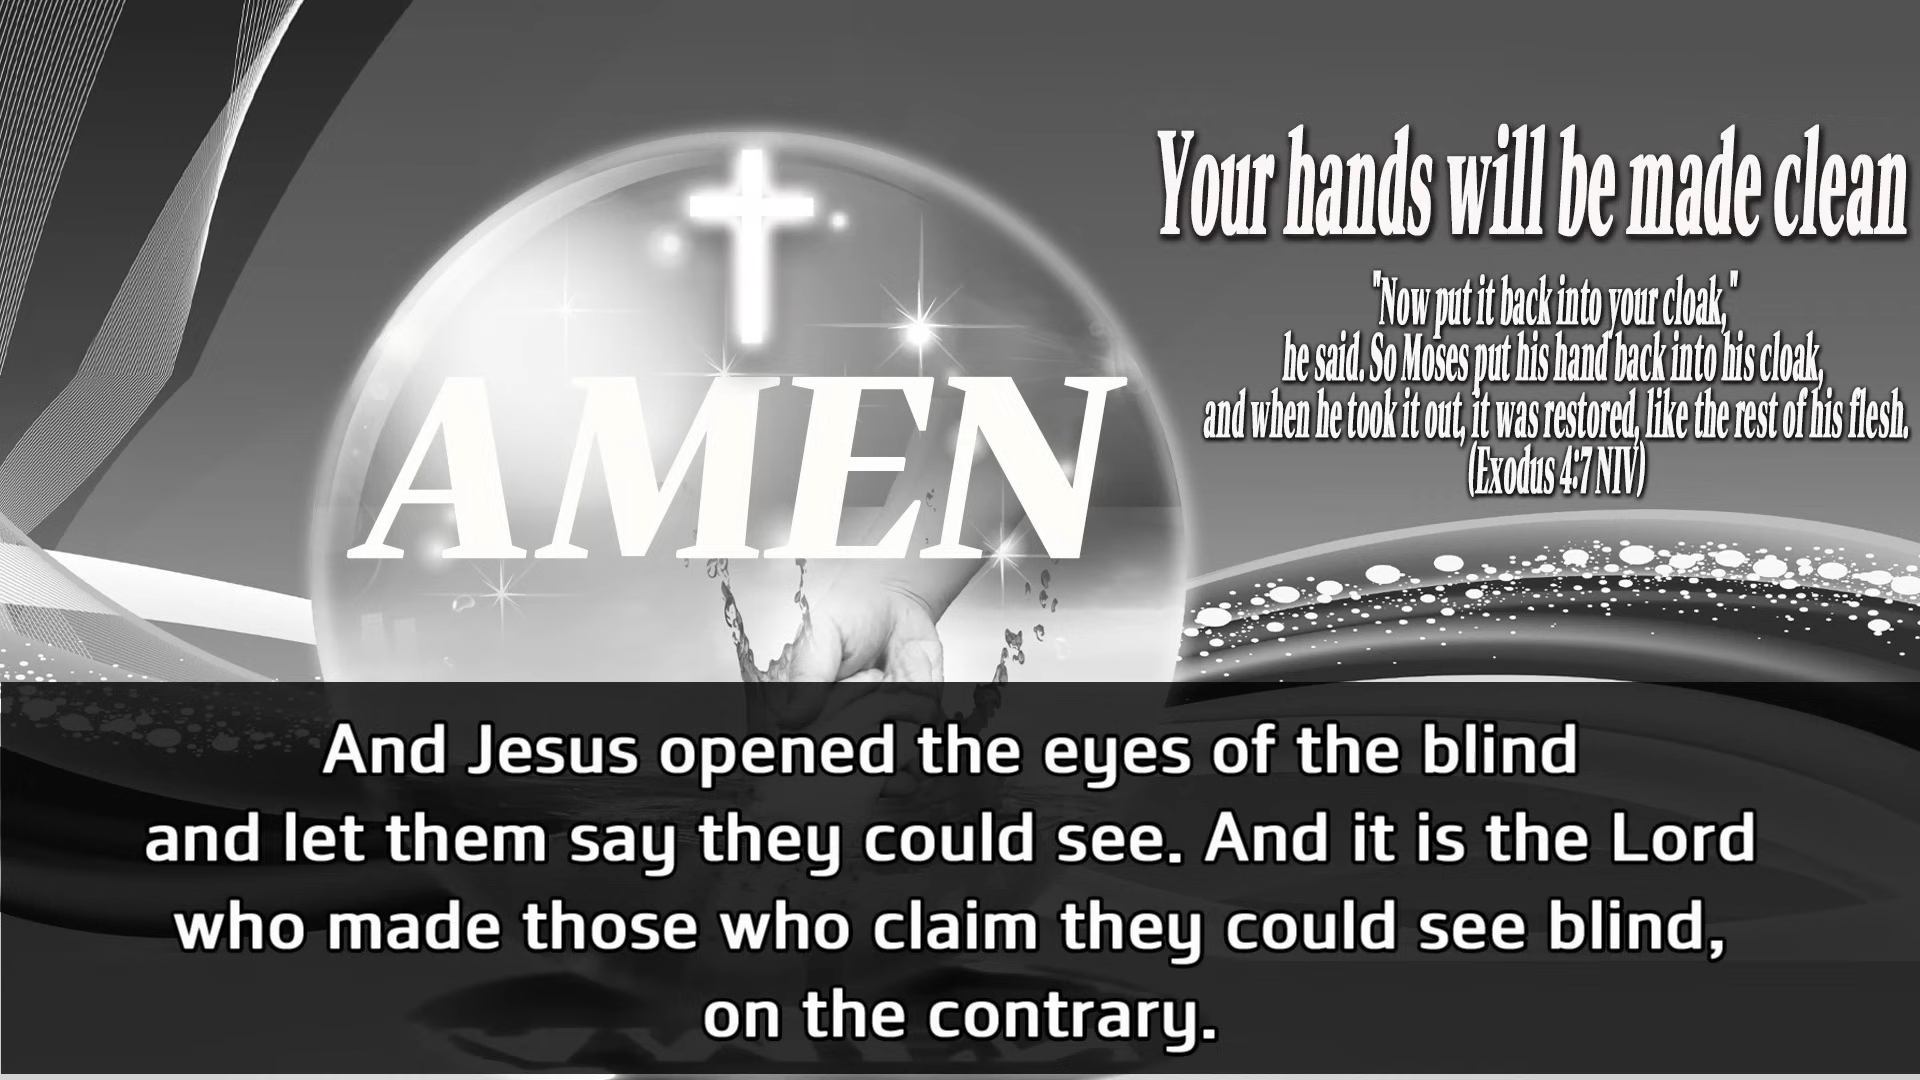 AMEN
Your hands will be made clean
"Now put it back into your cloak,"
he said. So Moses put his hand back into his cloak,
and when he took it out, it was restored, like the rest of his flesh.
(Exodus 4:7 NIV)
And Jesus opened the eyes of the blind
and let them say they could see. And it is the Lord
who made those who claim they could see blind,
on the contrary.